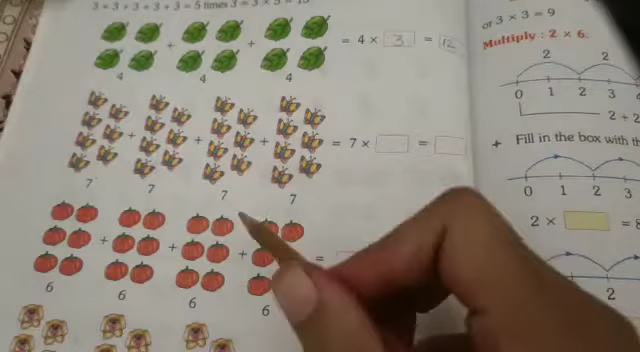 3 + 3 + 3 + 3 + 3 = 5 times 3 = 3 × 5 = 15
+ + = 4 × 3 = 12
4 4 4
+ + + = 7 × =
7 7 7 7
+ + + =
6 6 6 6
or 3 × 3 = 9
Multiply : 2 × 6.
2 2
0 1 2 3
2 + 2
+ Fill in the box with
0 1 2 3
2 × = 8
2